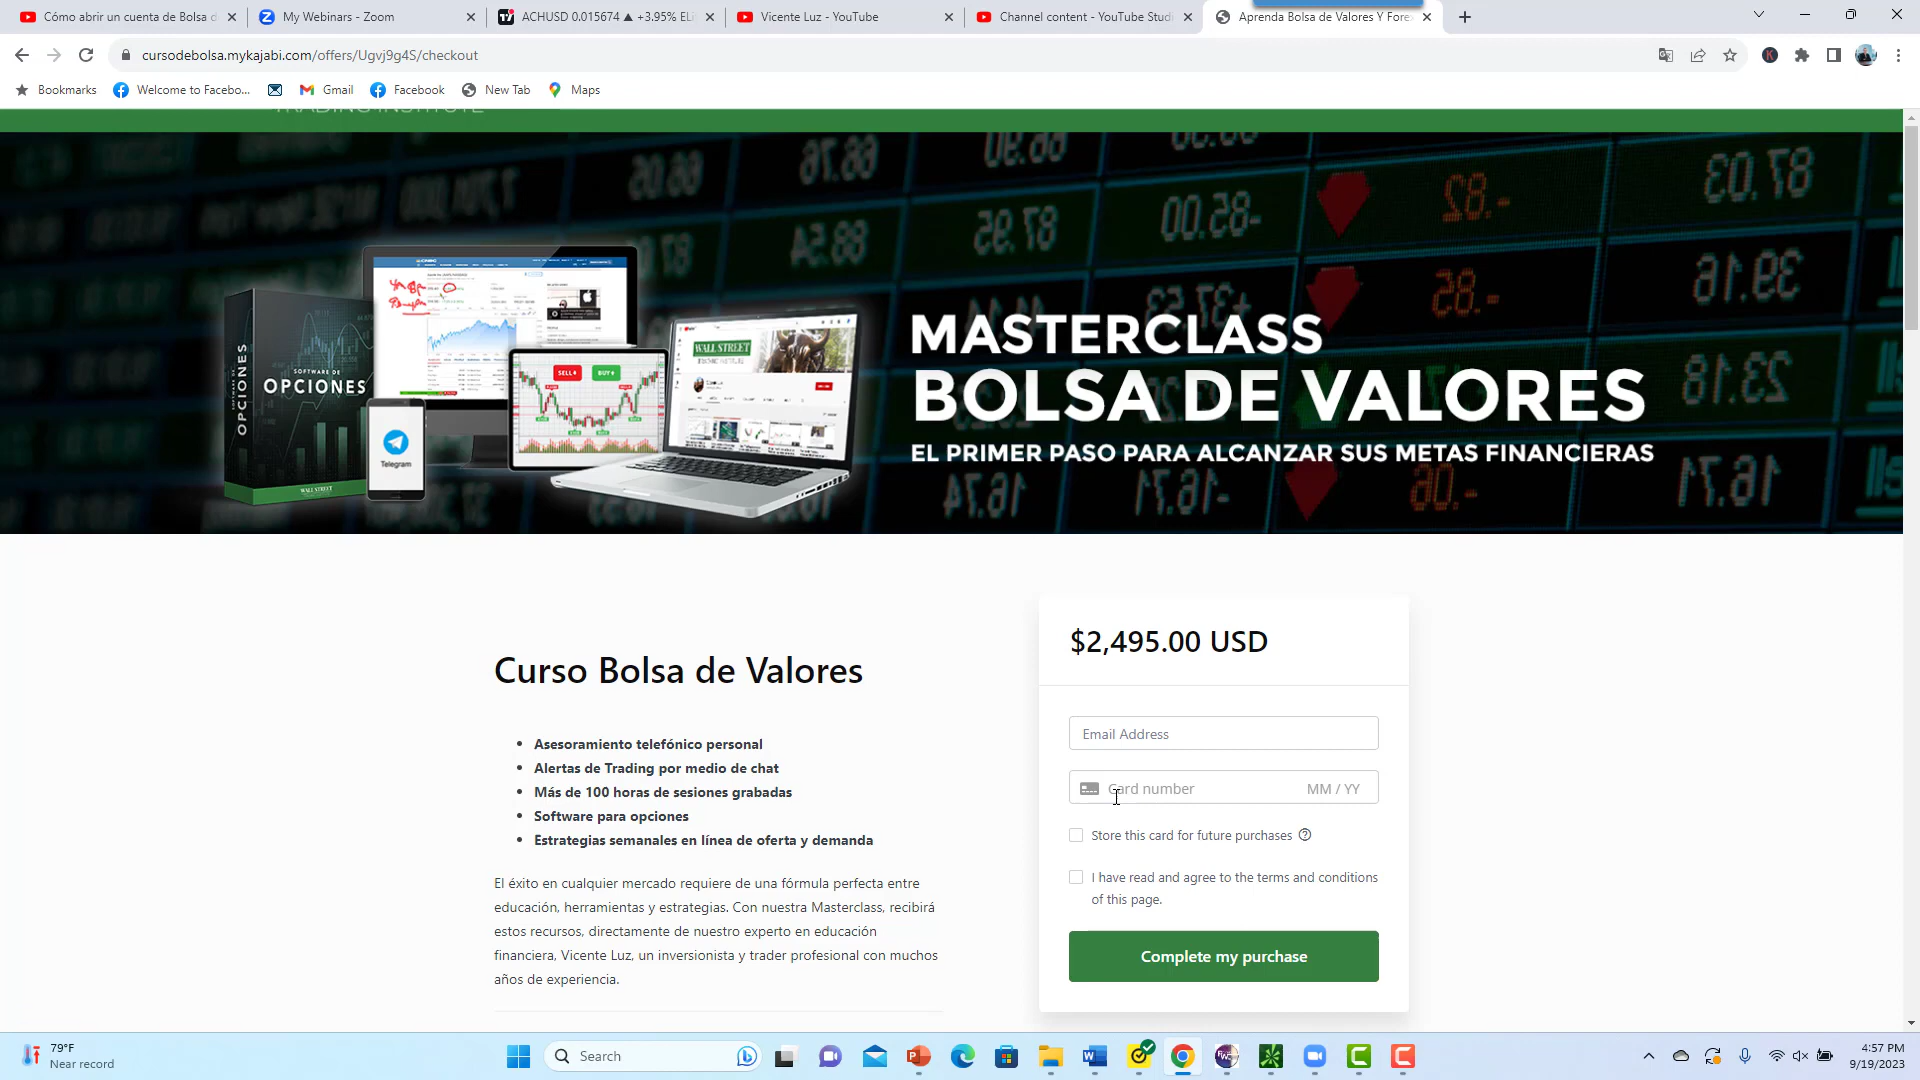 Cómo abrir un cuenta de Bolsa d
My Webinars - Zoom
ACHUSD 0.015674 ▲ +3.95%
Vicente Luz - YouTube
Channel content - YouTube Studi
Aprenda Bolsa de Valores Y Fore
cursodebolsa.mykajabi.com/offers/Ugvj9g4S/checkout
Bookmarks
Welcome to Facebo...
Gmail
Facebook
New Tab
Maps
TRADING INSTITUTE
OPCIONES
SOFTWARE DE
OPCIONES
Telegram
SELL
BUY
WALL STREET
MASTERCLASS
BOLSA DE VALORES
EL PRIMER PASO PARA ALCANZAR SUS METAS FINANCIERAS
$2,495.00 USD
Curso Bolsa de Valores
• Asesoramiento telefónico personal
• Alertas de Trading por medio de chat
• Más de 100 horas de sesiones grabadas
• Software para opciones
• Estrategias semanales en línea de oferta y demanda
El éxito en cualquier mercado requiere de una fórmula perfecta entre
educación, herramientas y estrategias. Con nuestra Masterclass, recibirá
estos recursos, directamente de nuestro experto en educación
financiera, Vicente Luz, un inversionista y trader profesional con muchos
años de experiencia.
Email Address
Card number MM / YY
Store this card for future purchases
I have read and agree to the terms and conditions
of this page.
Complete my purchase
79°F
Near record
Search
4:57 PM
9/19/2023